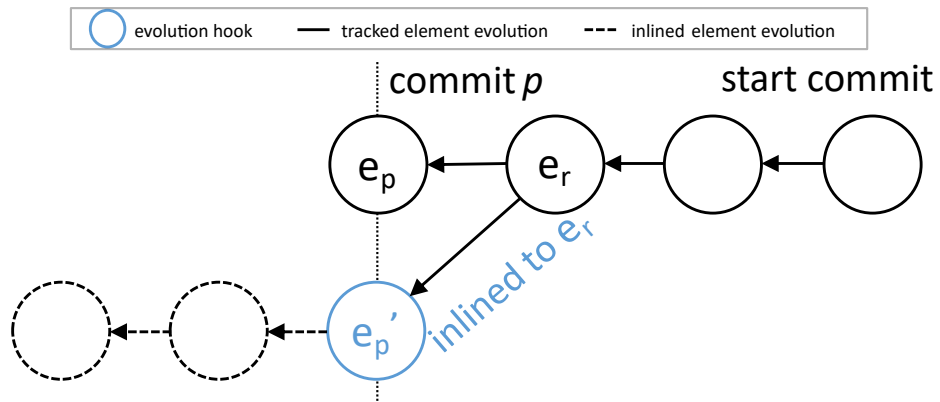 evolution hook tracked element evolution inlined element evolution
commit p start commit
e_p e_r
inlined to e_r
e_p´